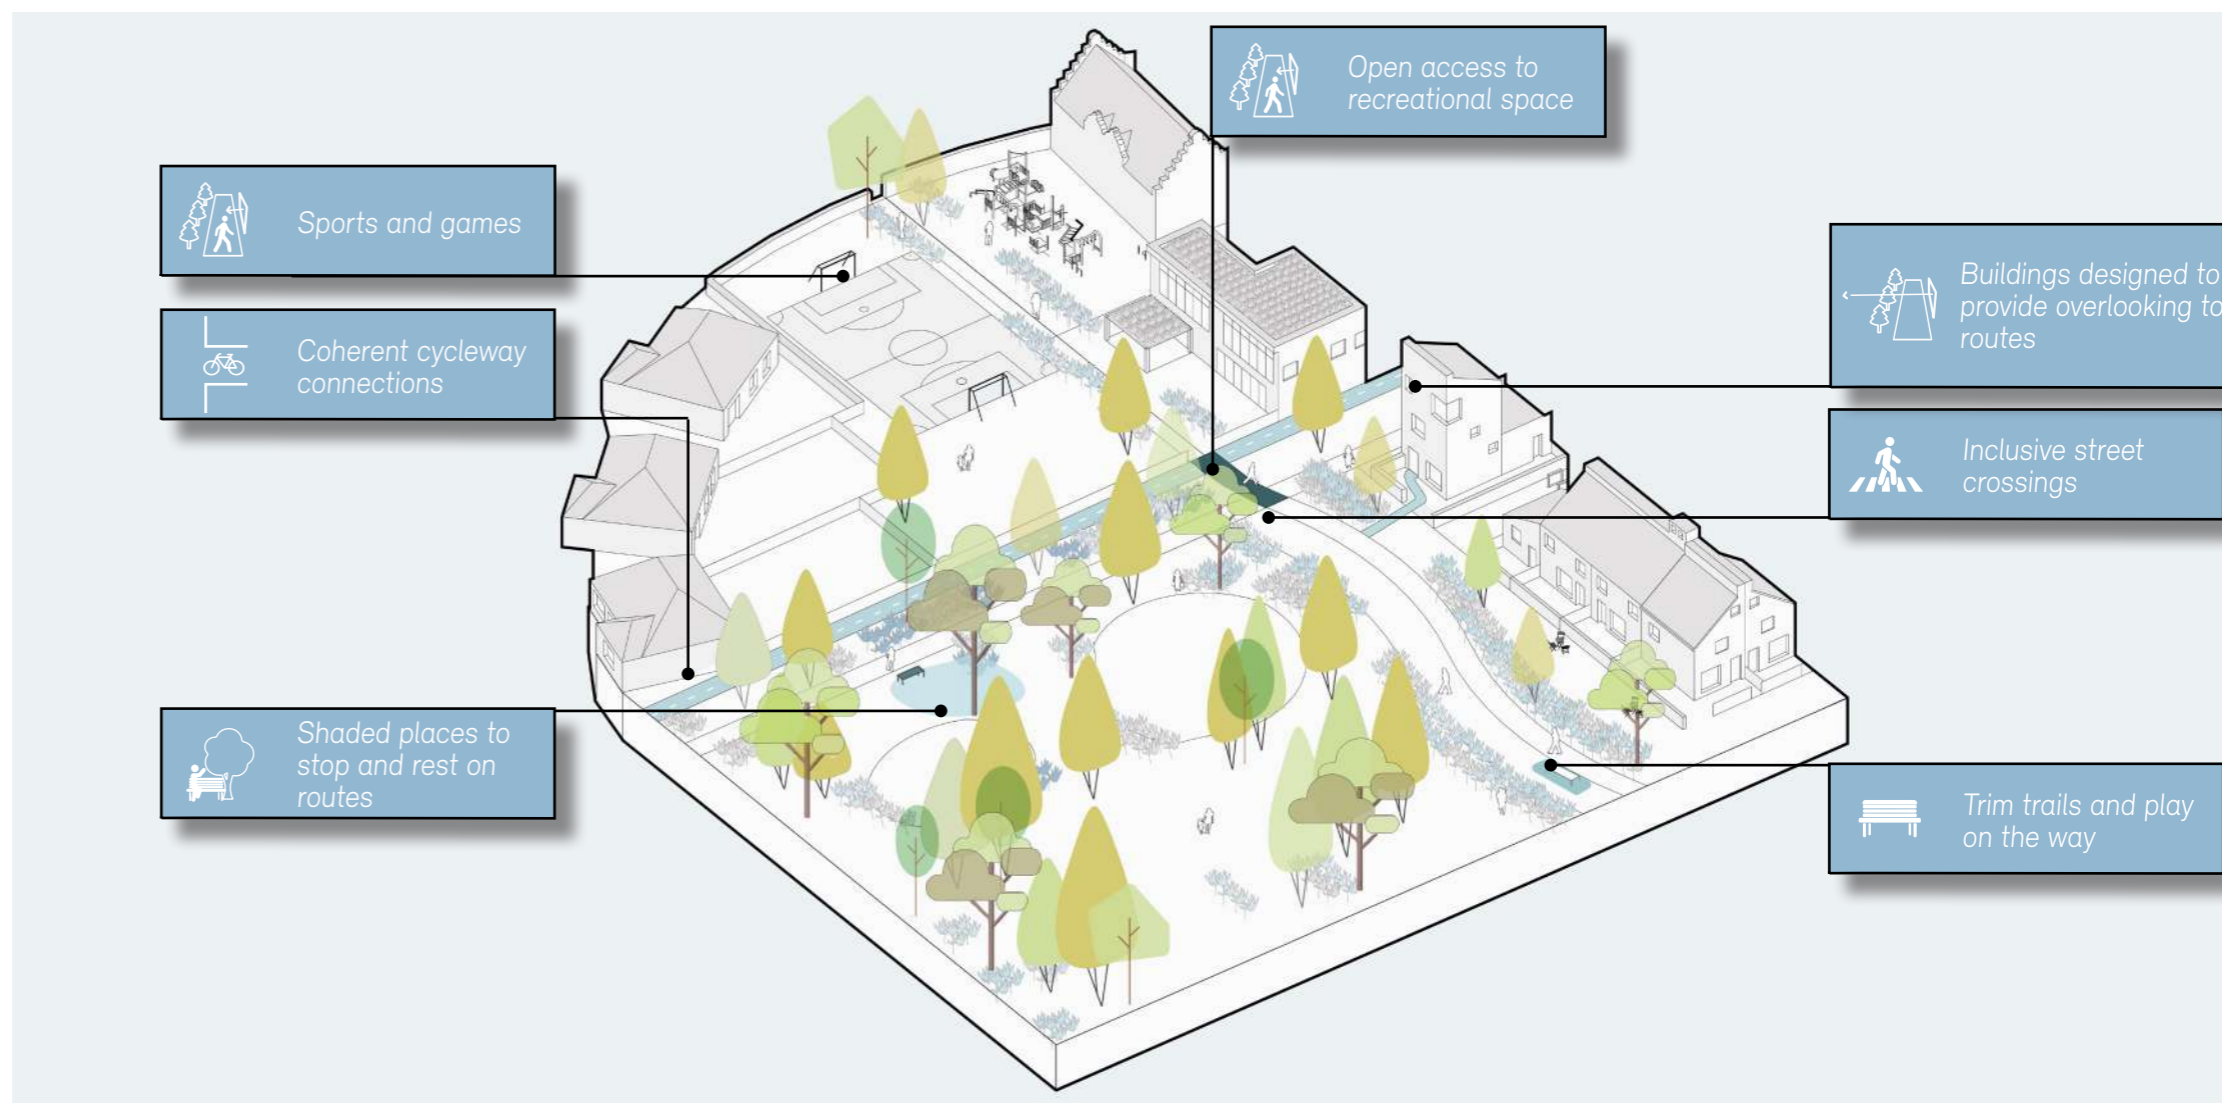 Open access to
recreational space
Sports and games
Coherent cycleway
connections
Buildings designed to
provide overlooking to
routes
Inclusive street
crossings
Shaded places to
stop and rest on
routes
Trim trails and play
on the way